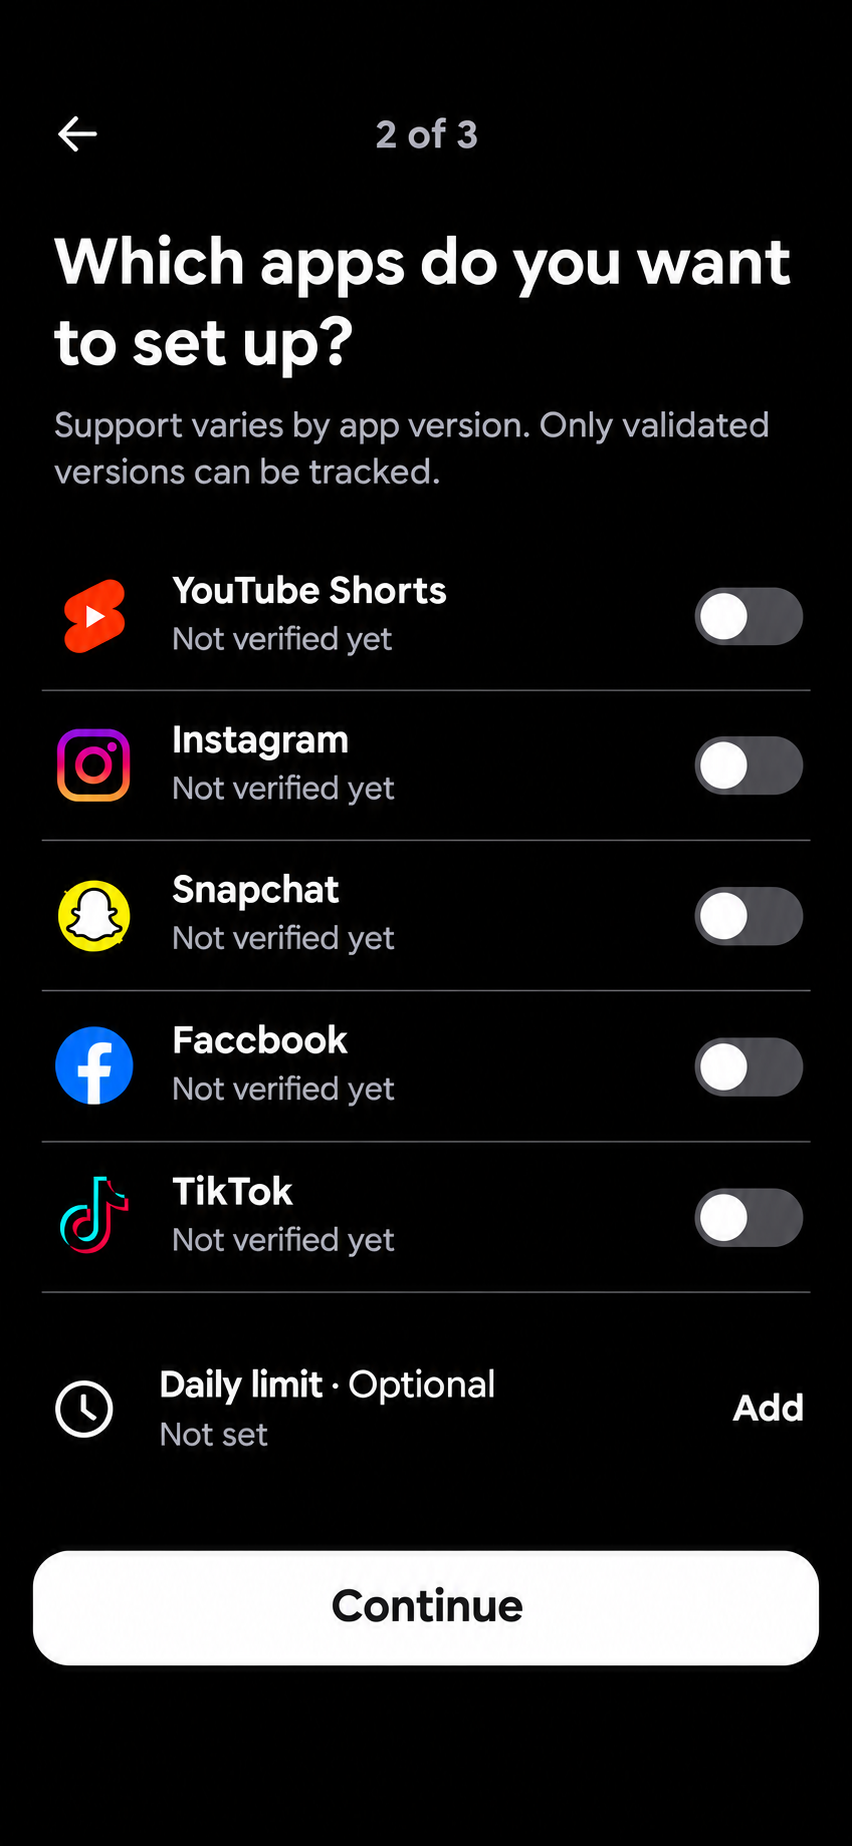 2 of 3
Which apps do you want
to set up?
Support varies by app version. Only validated
versions can be tracked.
YouTube Shorts
Not verified yet
Instagram
Not verified yet
Snapchat
Not verified yet
Faccbook
Not verified yet
TikTok
Not verified yet
Daily limit · Optional
Not set
Add
Continue